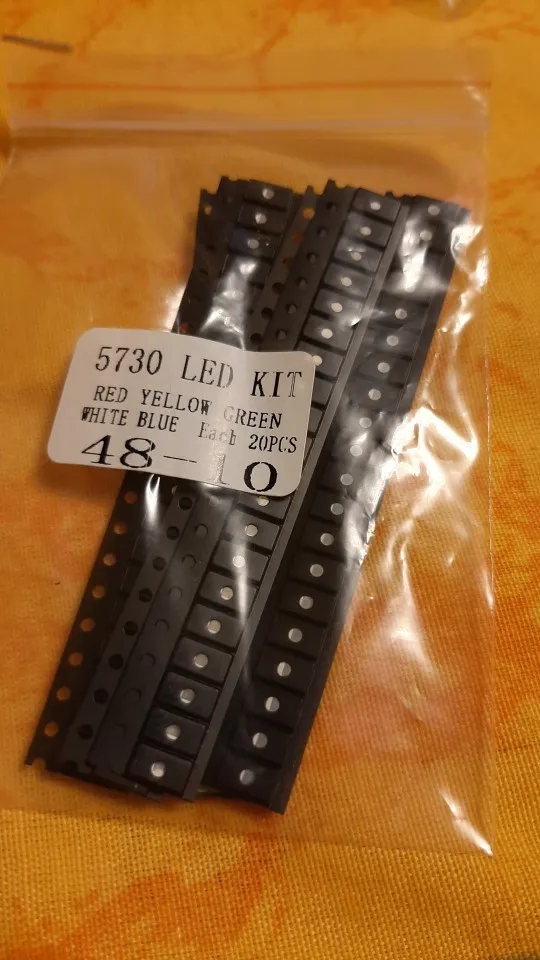 5730 LED KIT
RED YELLOW GREEN
WHITE BLUE Each 20PCS
48-10